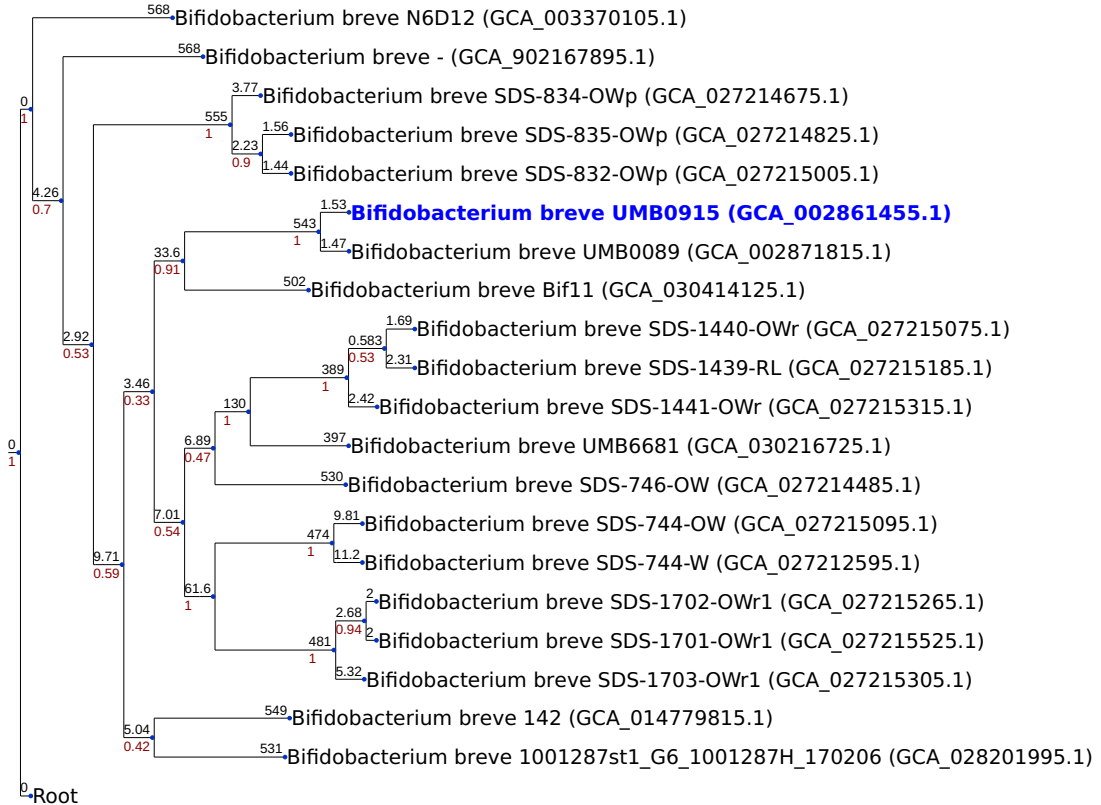 568 Bifidobacterium breve N6D12 (GCA_003370105.1)
568 Bifidobacterium breve - (GCA_902167895.1)
3.77 Bifidobacterium breve SDS-834-OWp (GCA_027214675.1)
0
1
555
1
1.56 Bifidobacterium breve SDS-835-OWp (GCA_027214825.1)
2.23
0.9
1.44 Bifidobacterium breve SDS-832-OWp (GCA_027215005.1)
4.26
0.7
1.53 Bifidobacterium breve UMB0915 (GCA_002861455.1)
543
1
1.47 Bifidobacterium breve UMB0089 (GCA_002871815.1)
33.6
0.91
502 Bifidobacterium breve Bif11 (GCA_030414125.1)
1.69 Bifidobacterium breve SDS-1440-OWr (GCA_027215075.1)
2.92
0.53
0.583
0.53
2.31 Bifidobacterium breve SDS-1439-RL (GCA_027215185.1)
389
1
3.46
0.33
2.42 Bifidobacterium breve SDS-1441-OWr (GCA_027215315.1)
130
1
397 Bifidobacterium breve UMB6681 (GCA_030216725.1)
0
1
6.89
0.47
530 Bifidobacterium breve SDS-746-OW (GCA_027214485.1)
7.01
0.54
9.81 Bifidobacterium breve SDS-744-OW (GCA_027215095.1)
474
1
11.2 Bifidobacterium breve SDS-744-W (GCA_027212595.1)
9.71
0.59
61.6
1
2 Bifidobacterium breve SDS-1702-OWr1 (GCA_027215265.1)
2.68
0.94
2 Bifidobacterium breve SDS-1701-OWr1 (GCA_027215525.1)
481
1
5.32 Bifidobacterium breve SDS-1703-OWr1 (GCA_027215305.1)
549 Bifidobacterium breve 142 (GCA_014779815.1)
5.04
0.42
531 Bifidobacterium breve 1001287st1_G6_1001287H_170206 (GCA_028201995.1)
0 Root